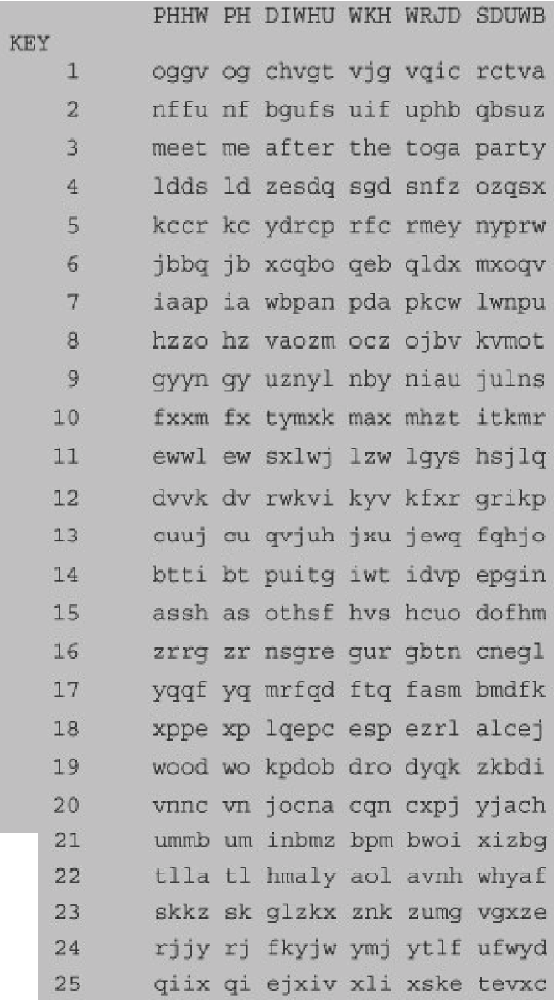 PHHW PH DIWHU WKH WRJD SDUWB
KEY
1 oggv og chvgt vjg vqic rctva
2 nffu nf bgufs uif uphb qbsuz
3 meet me after the toga party
4 ldds ld zesdq sgd snfz ozqsx
5 kccr kc ydrcp rfc rmey nyprw
6 jbbq jb xcqbo qeb qldx mxoqv
7 iaap ia wbpan pda pkcw lwnpu
8 hzzo hz vaozm ocz ojbv kvmot
9 gyyn gy uznyl nby niau julns
10 fxxm fx tymxk max mhzt itkmr
11 ewwl ew sxlwj lzw lgys hsjlq
12 dvvk dv rwkvi kyv kfxr grikp
13 cuuj cu qvjuh jxu jewq fqhjo
14 btti bt puitg iwt idvp epgin
15 assh as othsf hvs hcuo dofhm
16 zrrg zr nsgre gur gbtn cnegl
17 yqqf yq mrfqd ftq fasm bmdfk
18 xppe xp lqepc esp ezrl alcej
19 wood wo kpdob dro dyqk zkbdi
20 vnnc vn jocna cqn cxpj yjach
21 ummb um inbmz bpm bwoi xizbg
22 tlla tl hmaly aol avnh whyaf
23 skkz sk glzkx znk zumg vgxze
24 rjjy rj fkyjw ymj ytlf ufwyd
25 qiix qi ejxiv xli xske tevxc